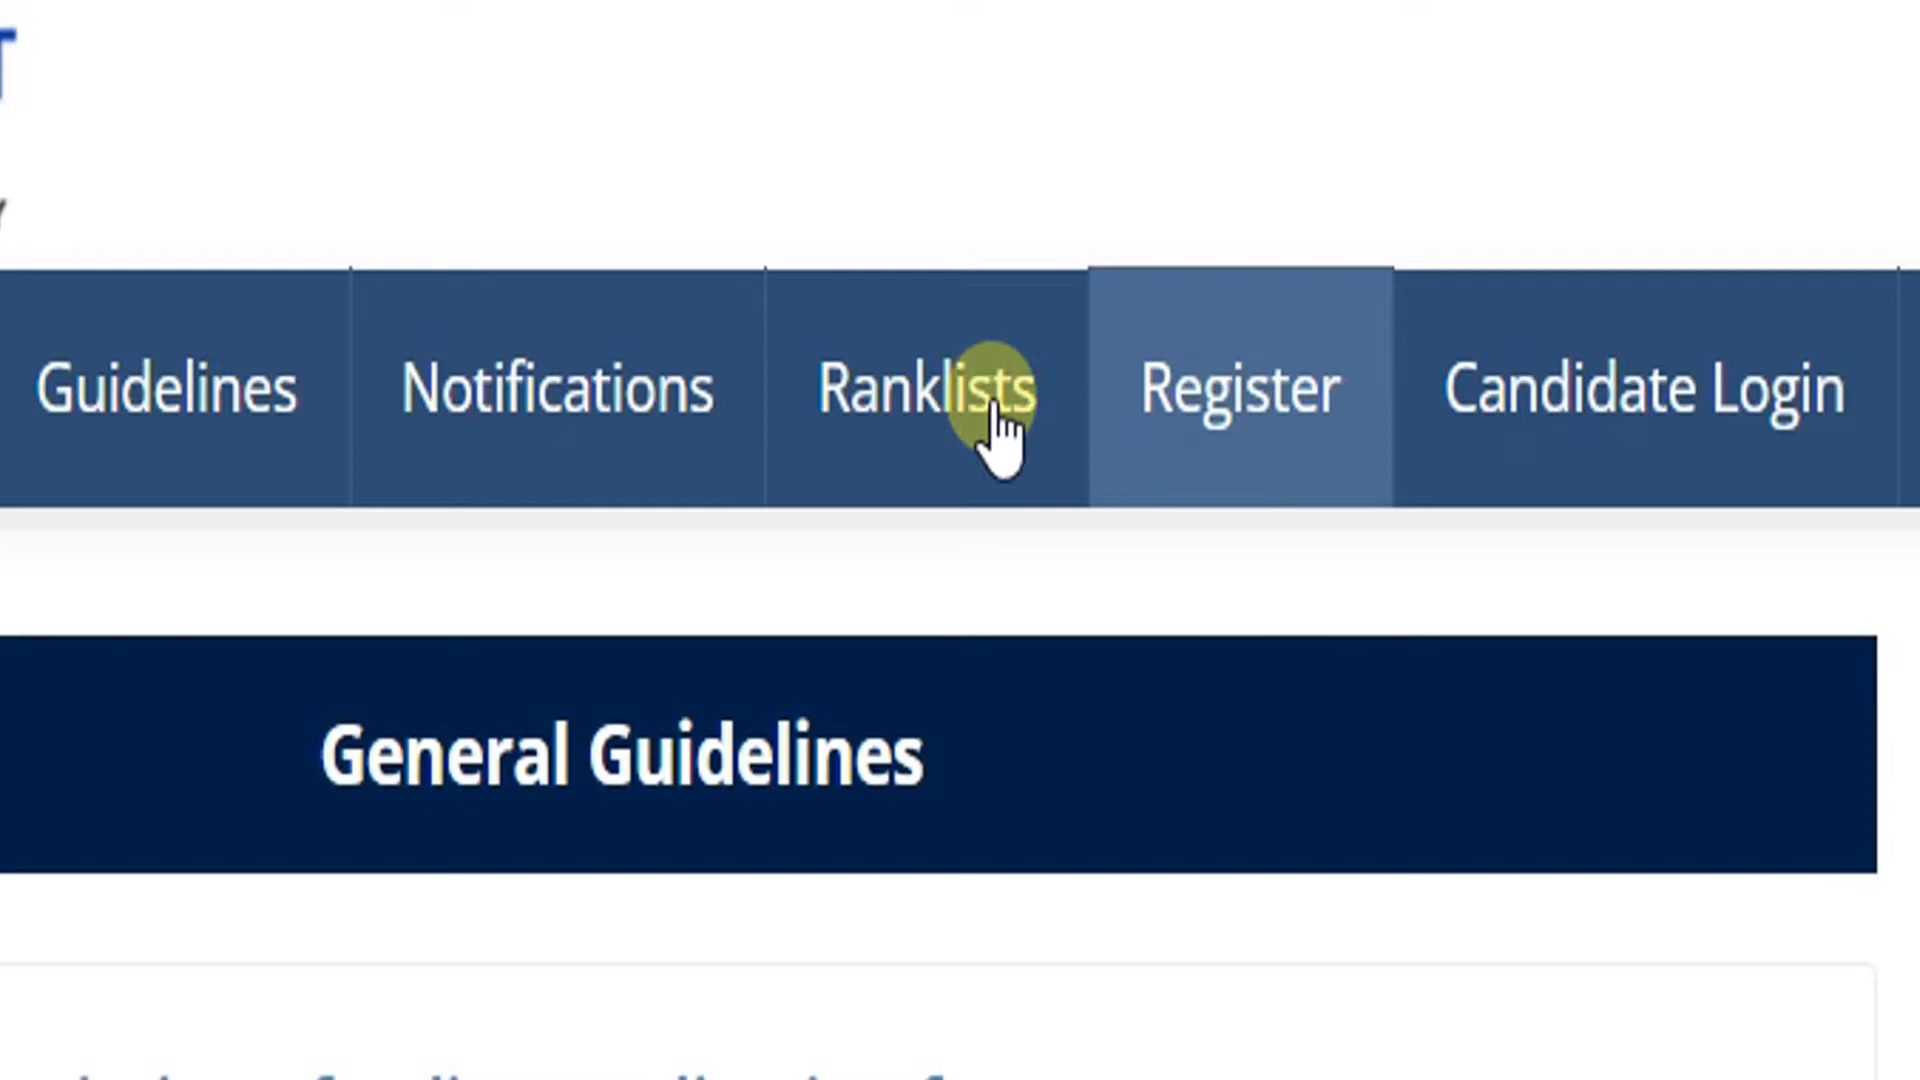 Guidelines Notifications Ranklists Register Candidate Login
General Guidelines